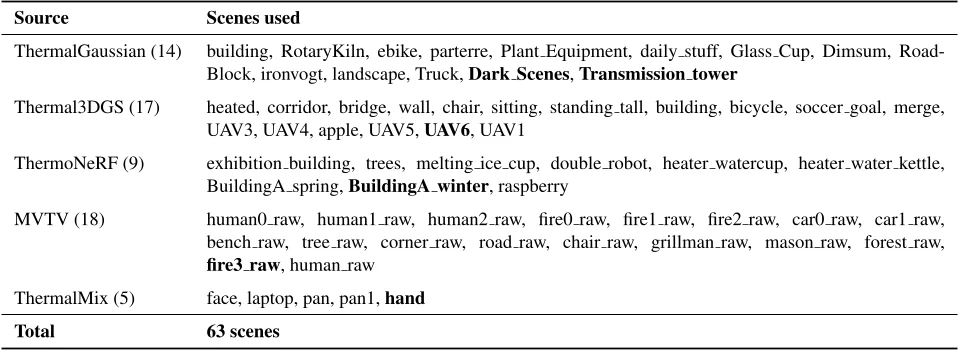 Source Scenes used
ThermalGaussian (14) building, RotaryKiln, ebike, parterre, Plant_Equipment, daily_stuff, Glass_Cup, Dimsum, Road-
Block, ironvogt, landscape, Truck, Dark_Scenes, Transmission_tower
Thermal3DGS (17) heated, corridor, bridge, wall, chair, sitting, standing_tall, building, bicycle, soccer_goal, merge,
UAV3, UAV4, apple, UAV5, UAV6, UAV1
ThermoNeRF (9) exhibition_building, trees, melting_ice_cup, double_robot, heater_watercup, heater_water_kettle,
BuildingA_spring, BuildingA_winter, raspberry
MVTV (18) human0_raw, human1_raw, human2_raw, fire0_raw, fire1_raw, fire2_raw, car0_raw, car1_raw,
bench_raw, tree_raw, corner_raw, road_raw, chair_raw, grillman_raw, mason_raw, forest_raw,
fire3_raw, human_raw
ThermalMix (5) face, laptop, pan, pan1, hand
Total 63 scenes